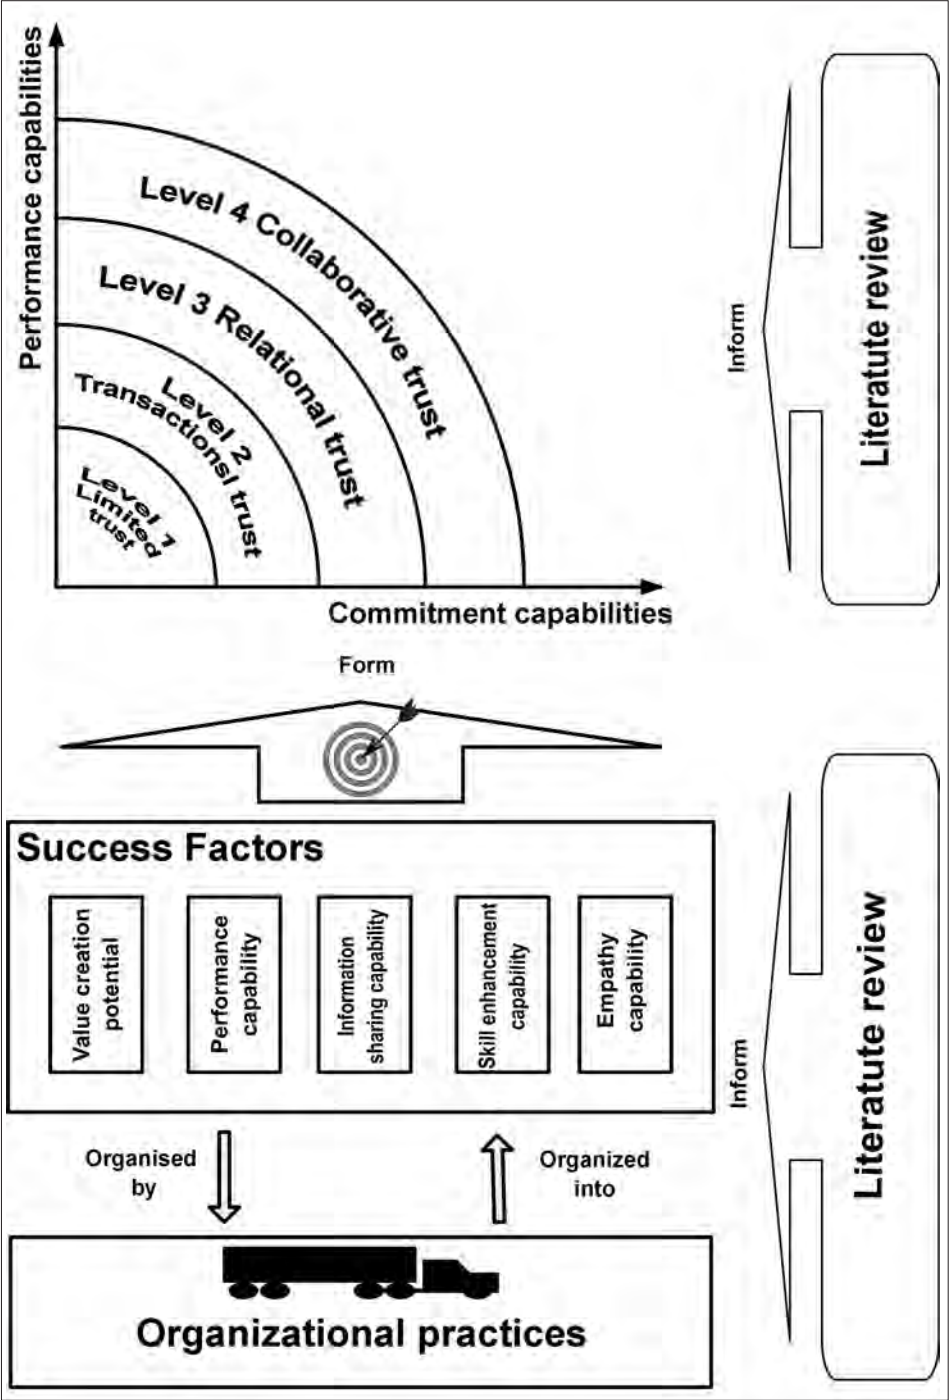 Performance capabilities
Level 4 Collaborative trust
Level 3 Relational trust
Level 2
Transactionsl trust
Level 1
Limited
trust
Commitment capabilities
Inform
Literatute review
Form
Success Factors
Value creation
potential
Performance
capability
Information
sharing capability
Skill enhancement
capability
Empathy
capability
Inform
Literatute review
Organised
by
Organized
into
Organizational practices